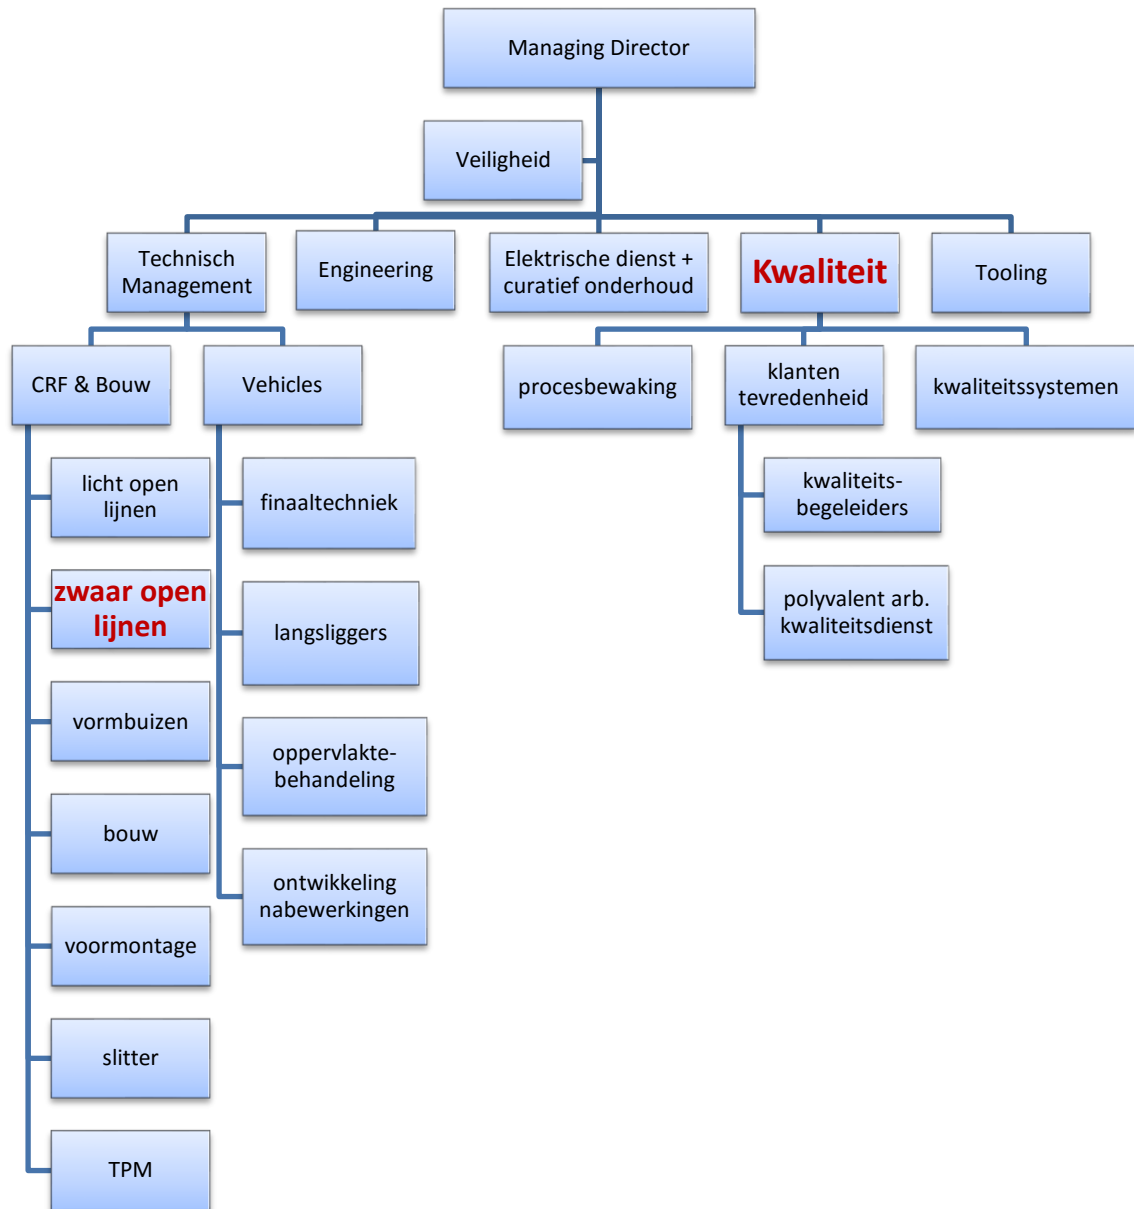 Managing Director
Veiligheid
Technisch
Management
Engineering
Elektrische dienst +
curatief onderhoud
Kwaliteit
Tooling
CRF & Bouw
Vehicles
procesbewaking
klanten
tevredenheid
kwaliteitssystemen
licht open
lijnen
finaaltechniek
kwaliteits-
begeleiders
zwaar open
lijnen
langsliggers
polyvalent arb.
kwaliteitsdienst
vormbuizen
oppervlakte-
behandeling
bouw
ontwikkeling
nabewerkingen
voormontage
slitter
TPM